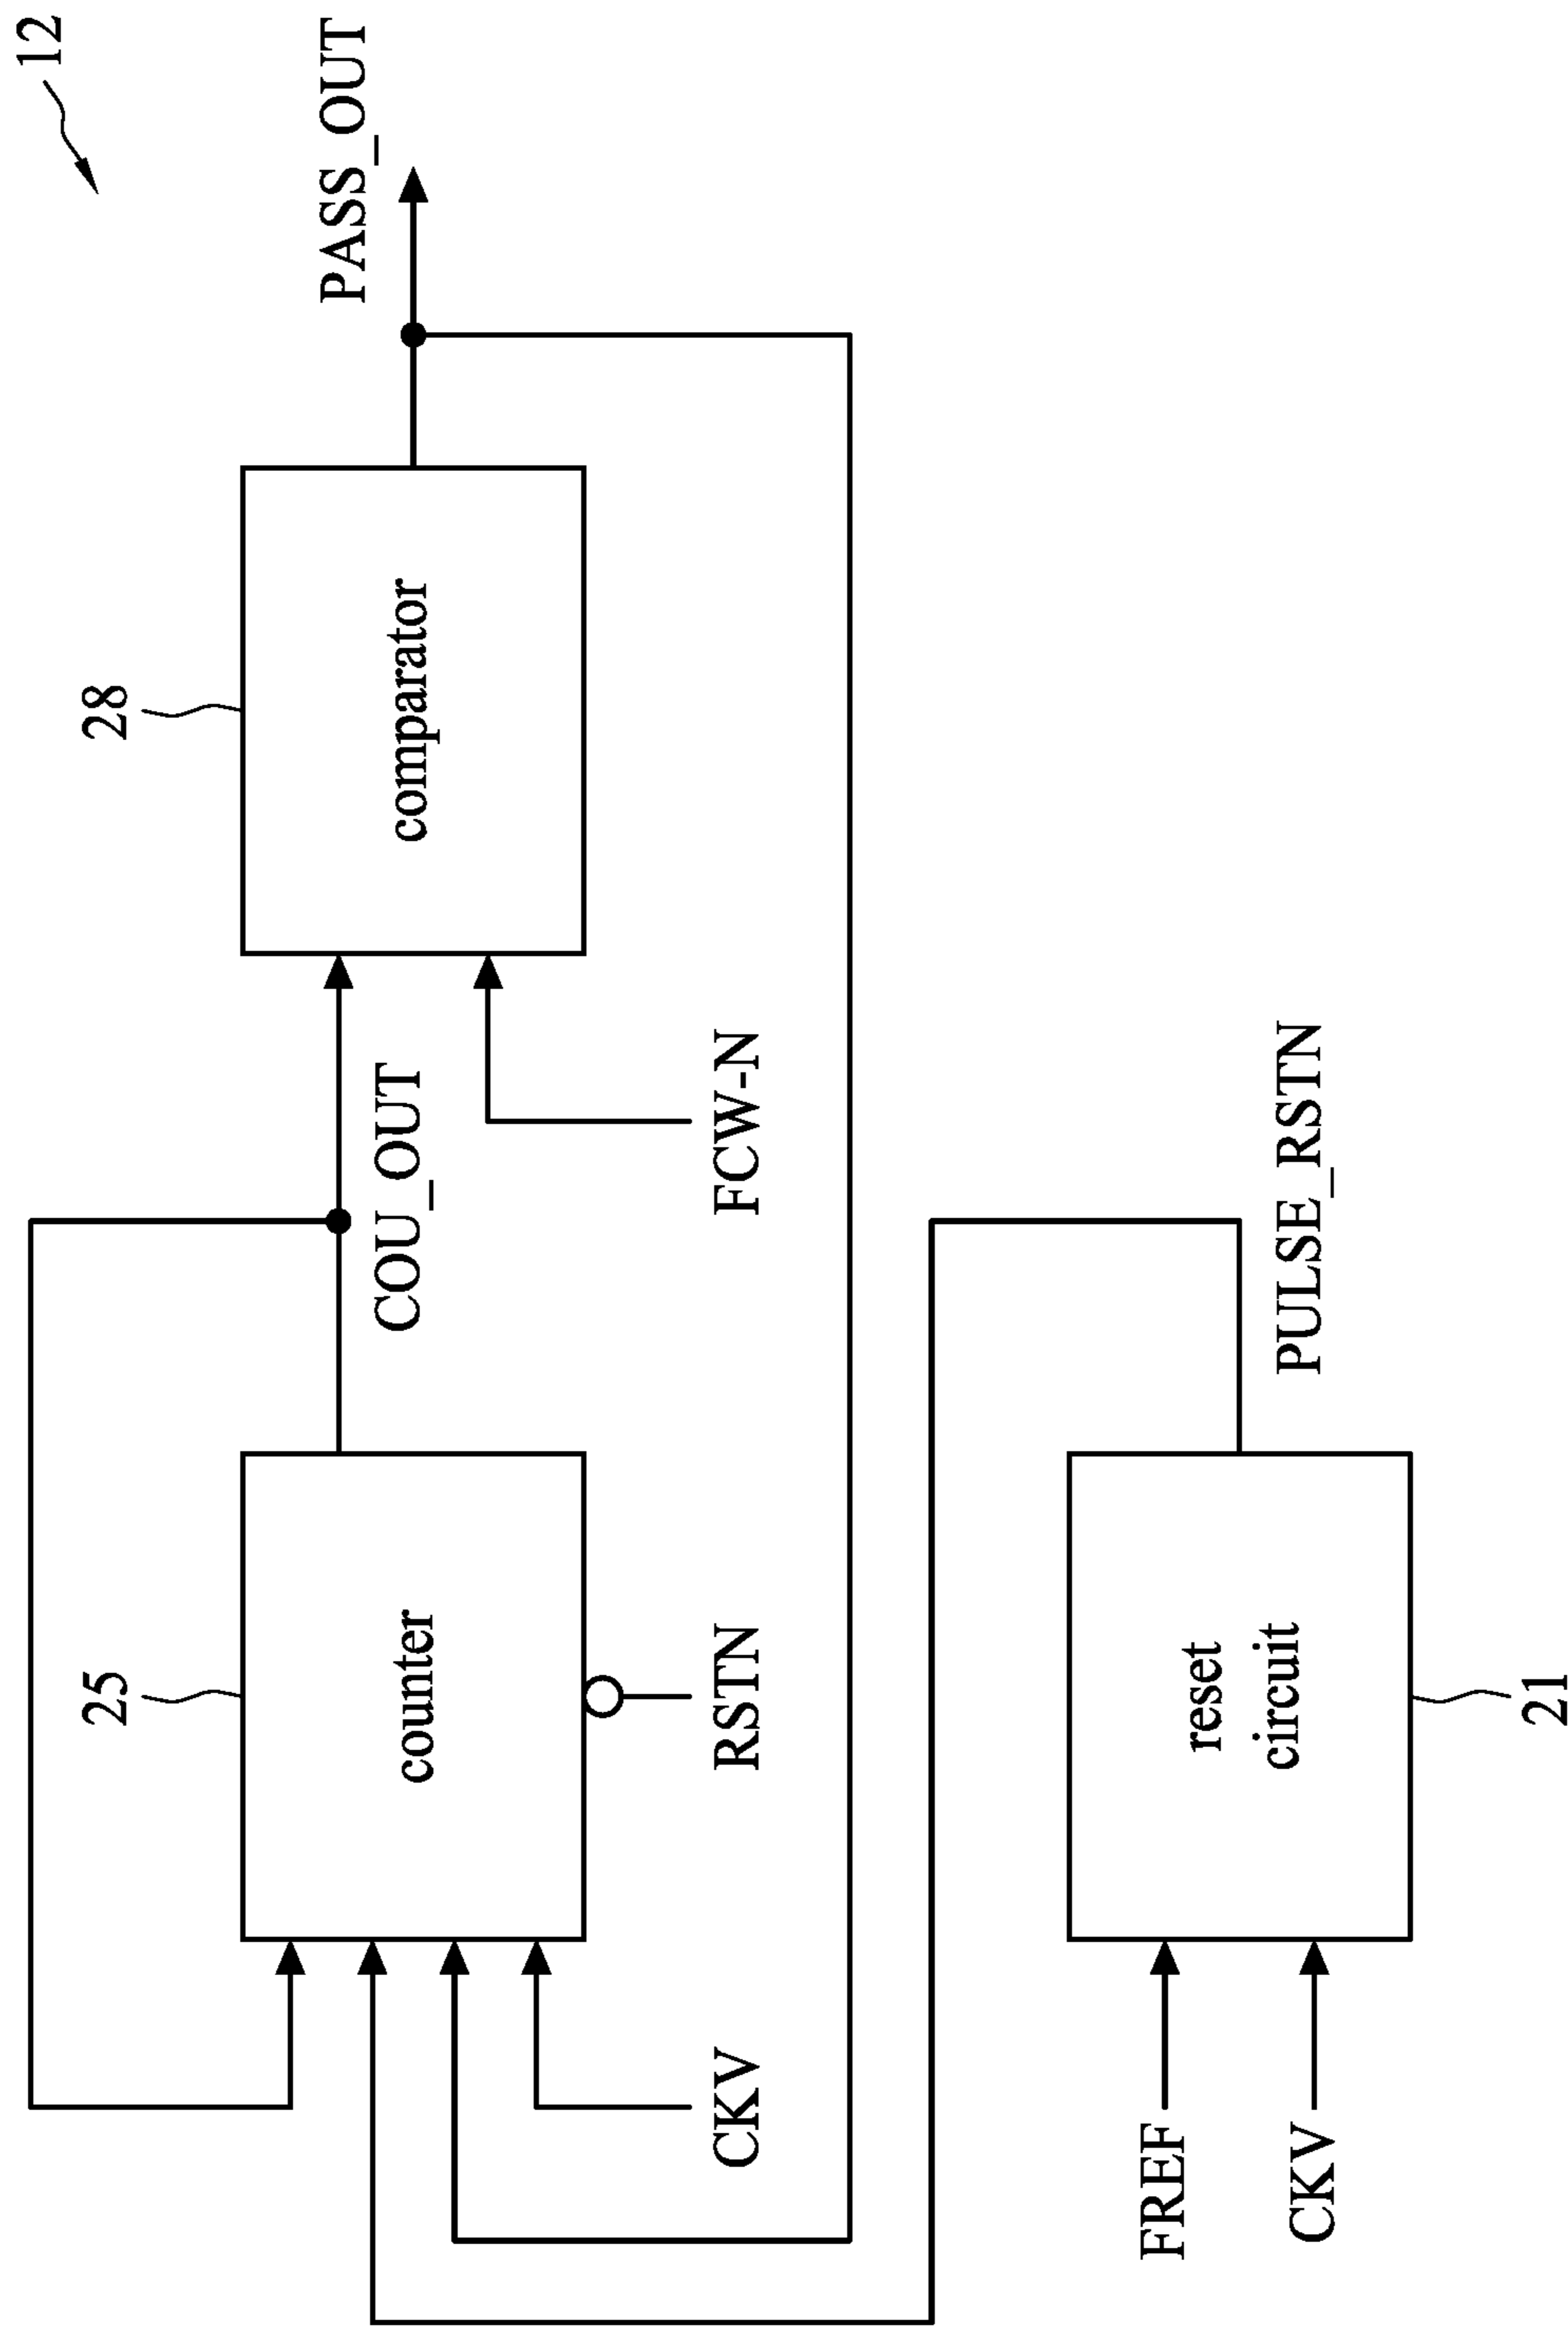 12
25
28
PASS_OUT
counter
comparator
COU_OUT
CKV
RSTN
FCW-N
FREF
CKV
reset
circuit
PULSE_RSTN
21